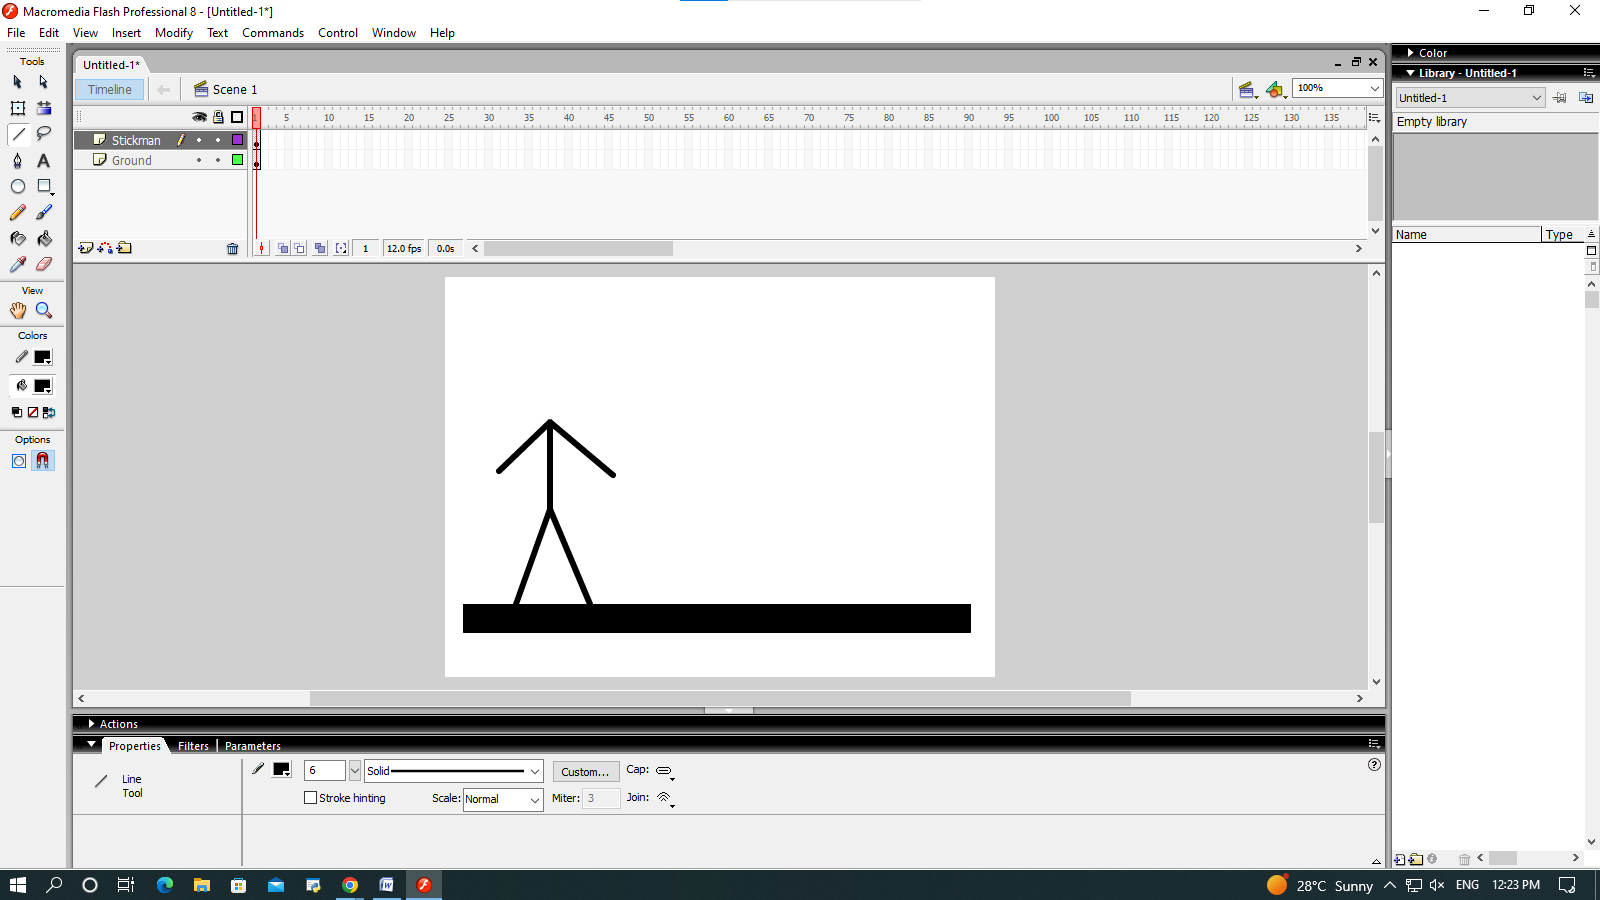 Macromedia Flash Professional 8 - [Untitled-1*]
File Edit View Insert Modify Text Commands Control Window Help
Tools
View
Colors
Options
Untitled-1*
Timeline
Scene 1
100%
1 5 10 15 20 25 30 35 40 45 50 55 60 65 70 75 80 85 90 95 100 105 110 115 120 125 130 135
Stickman
Ground
1 12.0 fps 0.0s
Color
Library - Untitled-1
Untitled-1
Empty library
Name Type
Actions
Properties Filters Parameters
Line
Tool
6 Solid Custom... Cap:
Stroke hinting Scale: Normal Miter: 3 Join:
28°C Sunny ENG 12:23 PM